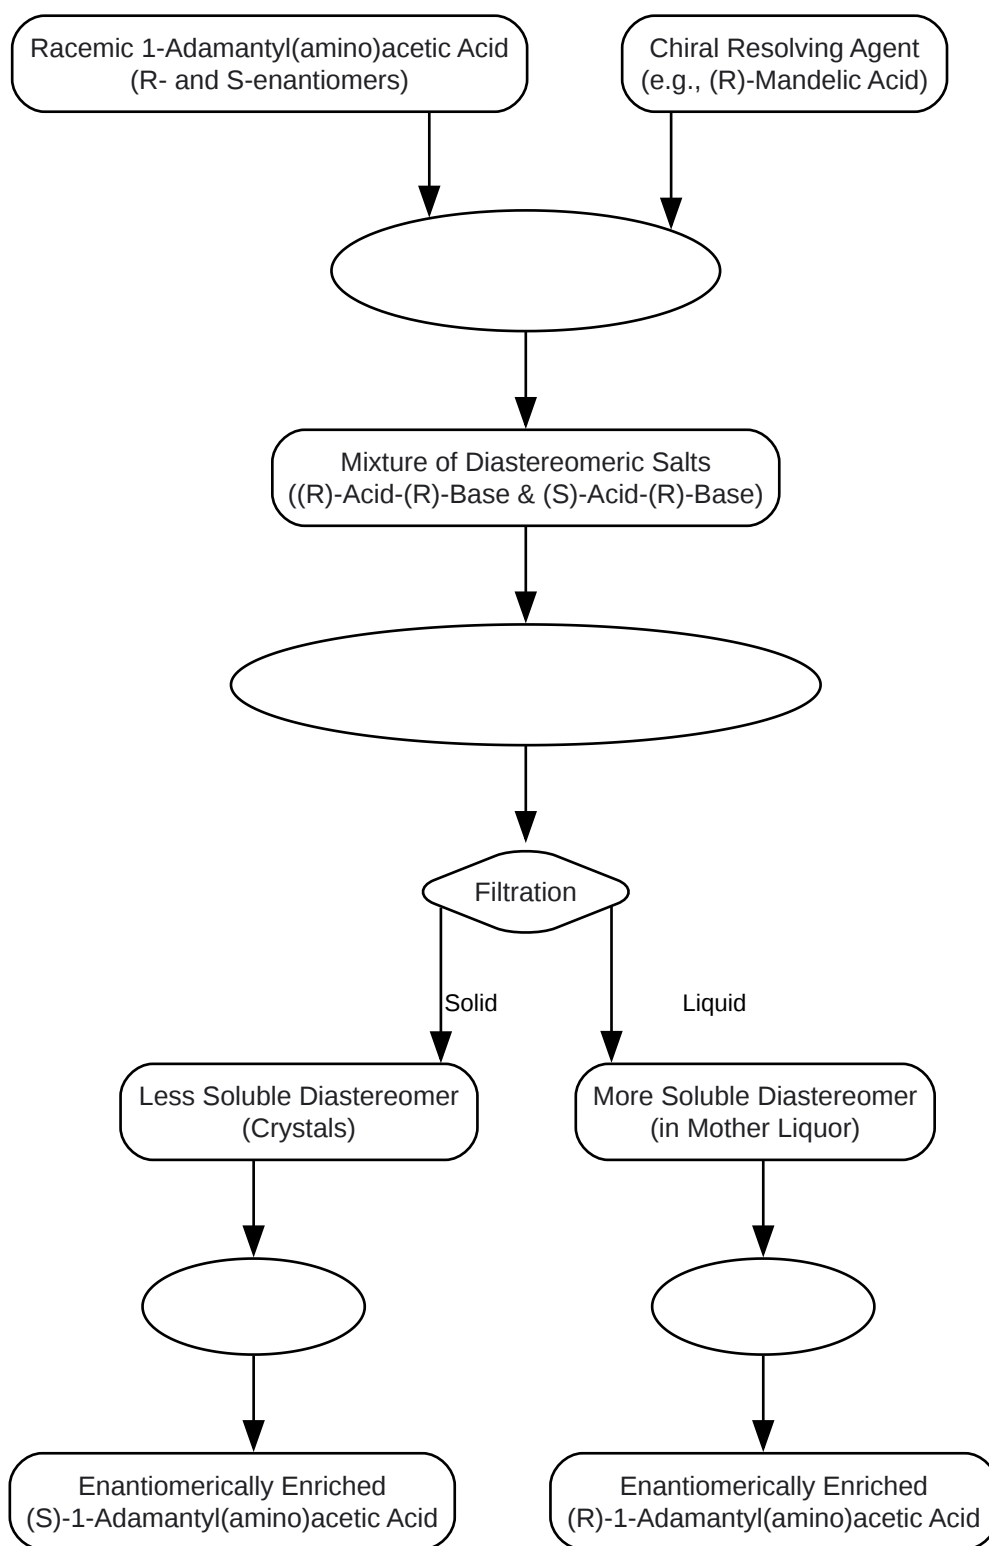 Racemic 1-Adamantyl(amino)acetic Acid
(R- and S-enantiomers)
Chiral Resolving Agent
(e.g., (R)-Mandelic Acid)
Mixture of Diastereomeric Salts
((R)-Acid-(R)-Base & (S)-Acid-(R)-Base)
Filtration
Solid
Liquid
Less Soluble Diastereomer
(Crystals)
More Soluble Diastereomer
(in Mother Liquor)
Enantiomerically Enriched
(S)-1-Adamantyl(amino)acetic Acid
Enantiomerically Enriched
(R)-1-Adamantyl(amino)acetic Acid